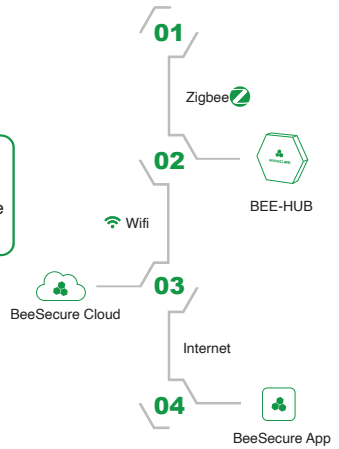 01
Zigbee
02
BEE-HUB
Wifi
03
BeeSecure Cloud
Internet
04
BeeSecure App